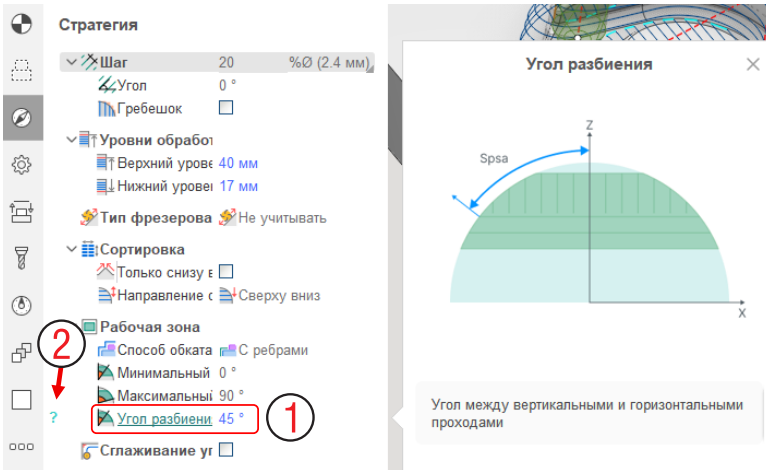 Стратегия
Шаг 20 %Ø (2.4 мм)
Угол 0 °
Гребешок
Уровни обработ
Верхний урове 40 мм
Нижний уровен 17 мм
Тип фрезерова Не учитывать
Сортировка
Только снизу в
Направление с Сверху вниз
Рабочая зона
Способ обката С ребрами
Минимальный 0 °
Максимальный 90 °
? Угол разбиени 45 °
Сглаживание уг
2
1
Угол разбиения
Z
Spsa
X
Угол между вертикальными и горизонтальными
проходами